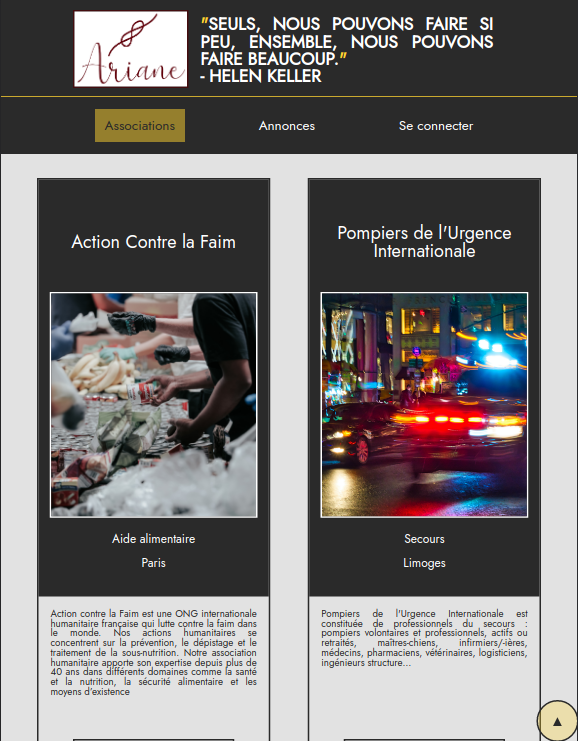 Ariane
"SEULS, NOUS POUVONS FAIRE SI
PEU, ENSEMBLE, NOUS POUVONS
FAIRE BEAUCOUP."
- HELEN KELLER
Associations
Annonces
Se connecter
Action Contre la Faim
Aide alimentaire
Paris
Action contre la Faim est une ONG internationale
humanitaire française qui lutte contre la faim dans
le monde. Nos actions humanitaires se
concentrent sur la prévention, le dépistage et le
traitement de la sous-nutrition. Notre association
humanitaire apporte son expertise depuis plus de
40 ans dans différents domaines comme la santé
et la nutrition, la sécurité alimentaire et les
moyens d'existence
Pompiers de l'Urgence
Internationale
Secours
Limoges
Pompiers de l'Urgence Internationale est
constituée de professionnels du secours :
pompiers volontaires et professionnels, actifs ou
retraités, maîtres-chiens, infirmiers/-ières,
médecins, pharmaciens, vétérinaires, logisticiens,
ingénieurs structure...
▲